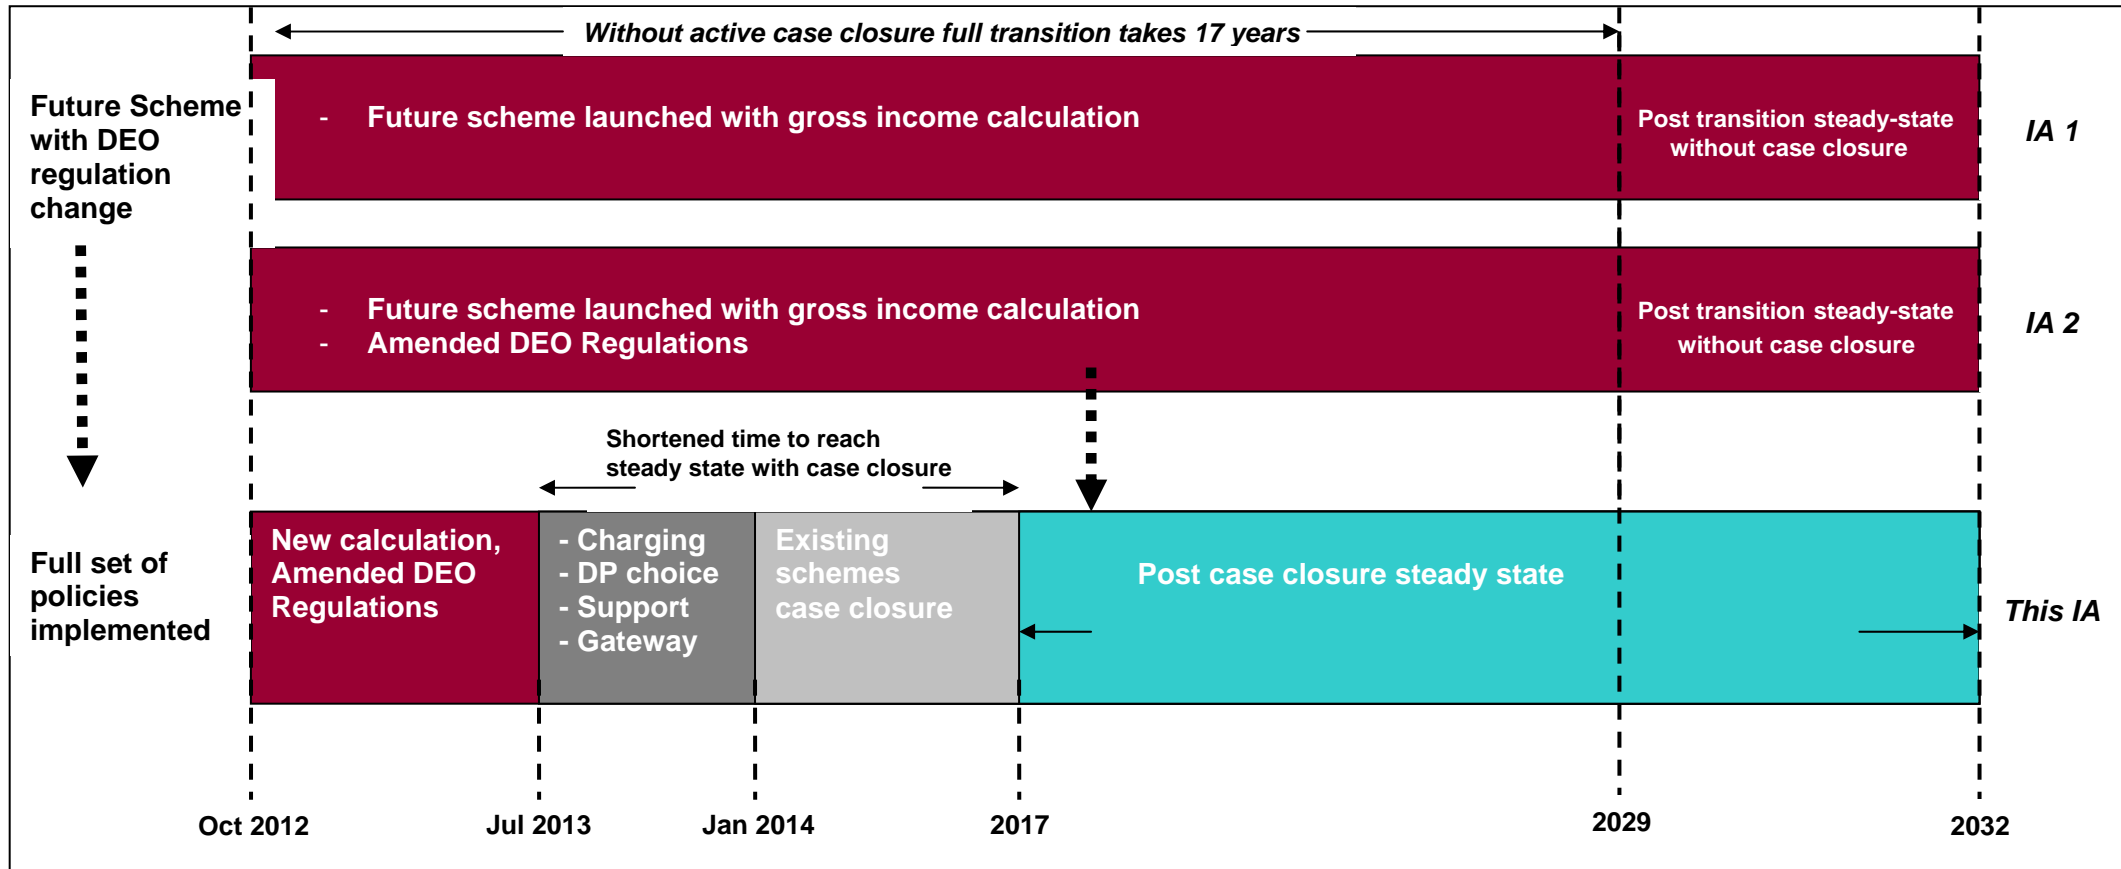 Without active case closure full transition takes 17 years
Future Scheme
with DEO
regulation
change
- Future scheme launched with gross income calculation
Post transition steady-state
without case closure
IA 1
- Future scheme launched with gross income calculation
- Amended DEO Regulations
Post transition steady-state
without case closure
IA 2
Shortened time to reach
steady state with case closure
Full set of
policies
implemented
New calculation,
Amended DEO
Regulations
- Charging
- DP choice
- Support
- Gateway
Existing
schemes
case closure
Post case closure steady state
This IA
Oct 2012
Jul 2013
Jan 2014
2017
2029
2032